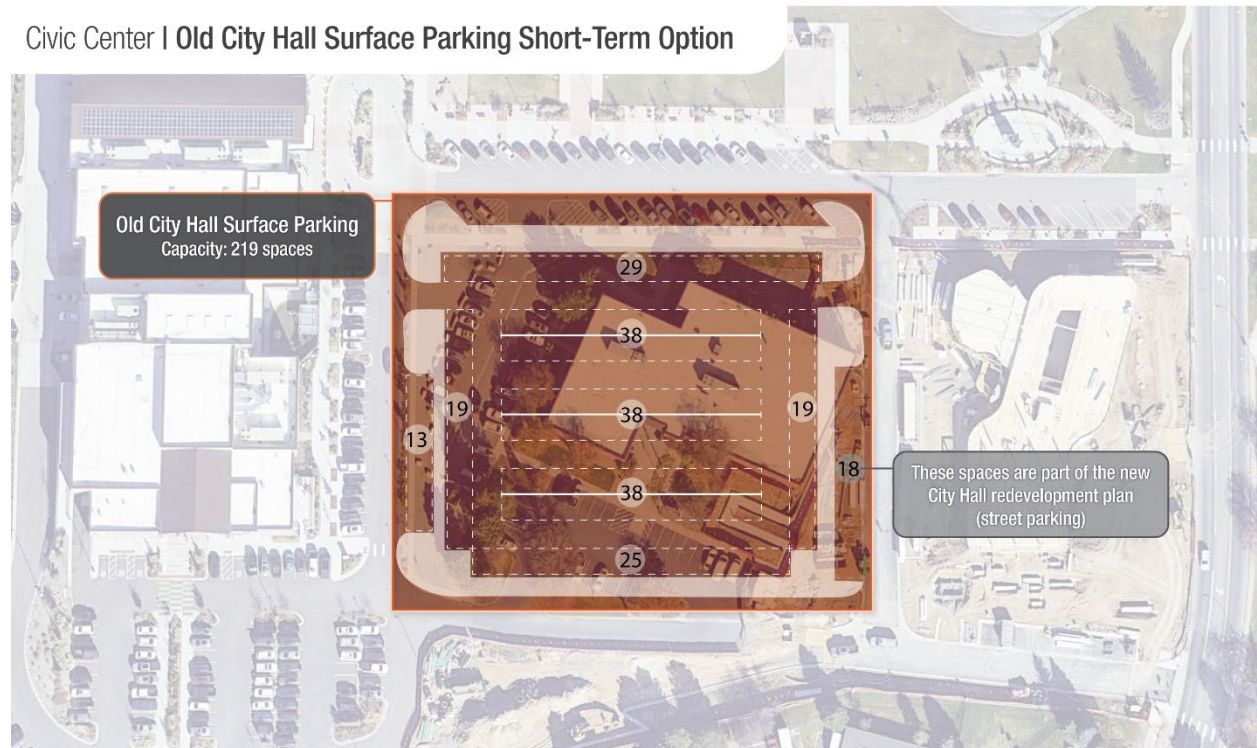 Civic Center | Old City Hall Surface Parking Short-Term Option
Old City Hall Surface Parking
Capacity: 219 spaces
29
38
38
19
19
13
18
These spaces are part of the new
City Hall redevelopment plan
(street parking)
38
25